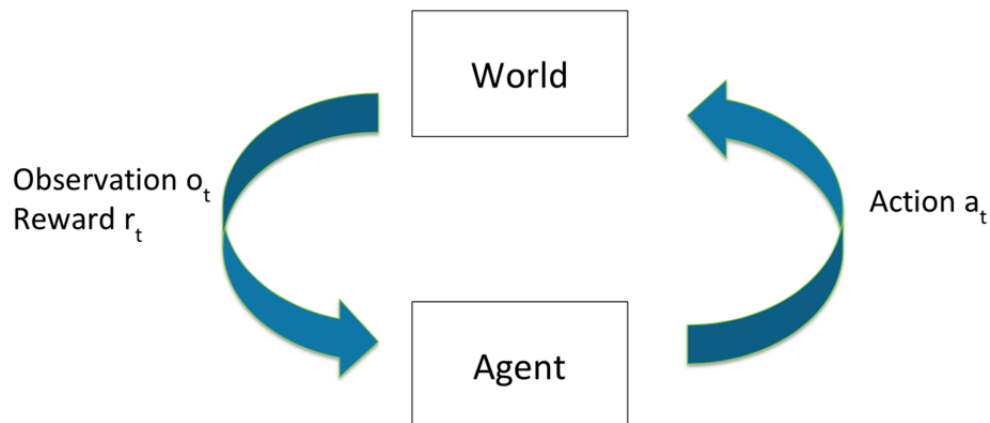 World
Observation o_t
Reward r_t
Action a_t
Agent